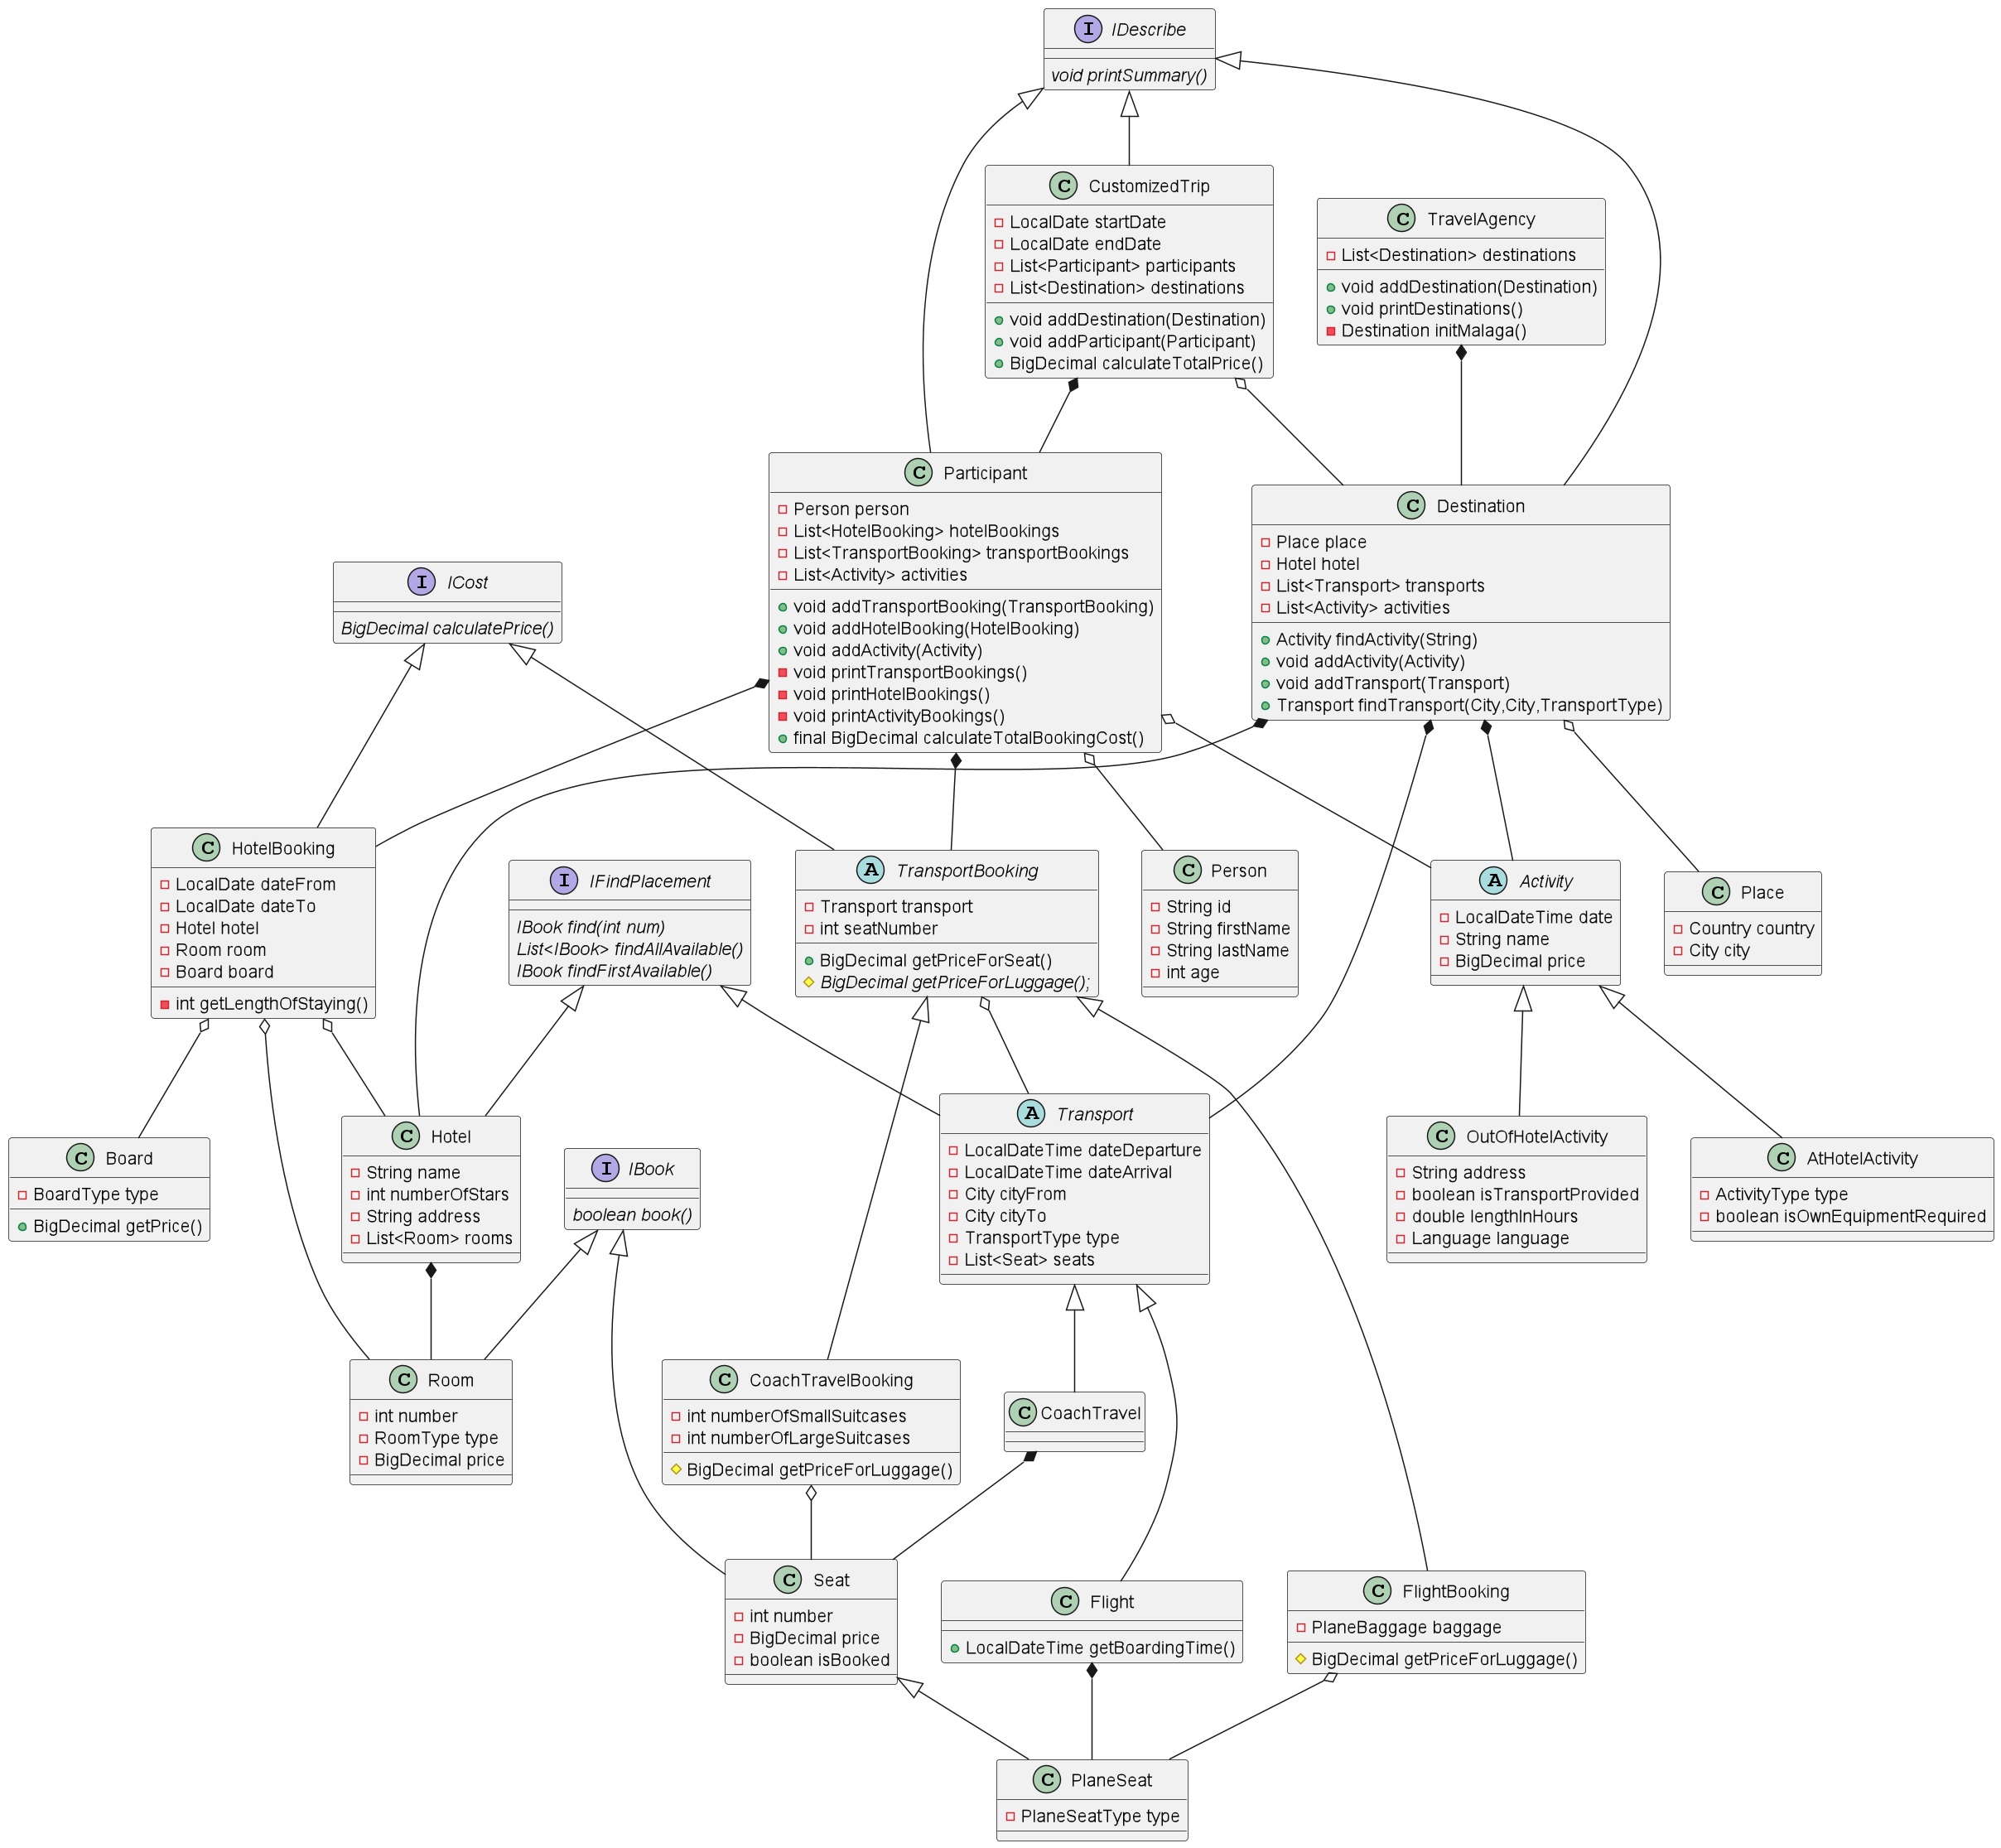 I IDescribe
void printSummary()
C CustomizedTrip
LocalDate startDate
LocalDate endDate
List<Participant> participants
List<Destination> destinations
void addDestination(Destination)
void addParticipant(Participant)
BigDecimal calculateTotalPrice()
C TravelAgency
List<Destination> destinations
void addDestination(Destination)
void printDestinations()
Destination initMalaga()
C Participant
Person person
List<HotelBooking> hotelBookings
List<TransportBooking> transportBookings
List<Activity> activities
void addTransportBooking(TransportBooking)
void addHotelBooking(HotelBooking)
void addActivity(Activity)
void printTransportBookings()
void printHotelBookings()
void printActivityBookings()
final BigDecimal calculateTotalBookingCost()
C Destination
Place place
Hotel hotel
List<Transport> transports
List<Activity> activities
Activity findActivity(String)
void addActivity(Activity)
void addTransport(Transport)
Transport findTransport(City,City,TransportType)
I ICost
BigDecimal calculatePrice()
C HotelBooking
LocalDate dateFrom
LocalDate dateTo
Hotel hotel
Room room
Board board
int getLengthOfStaying()
I IFindPlacement
IBook find(int num)
List<IBook> findAllAvailable()
IBook findFirstAvailable()
A TransportBooking
Transport transport
int seatNumber
BigDecimal getPriceForSeat()
BigDecimal getPriceForLuggage();
C Person
String id
String firstName
String lastName
int age
A Activity
LocalDateTime date
String name
BigDecimal price
C Place
Country country
City city
C Board
BoardType type
BigDecimal getPrice()
C Hotel
String name
int numberOfStars
String address
List<Room> rooms
I IBook
boolean book()
A Transport
LocalDateTime dateDeparture
LocalDateTime dateArrival
City cityFrom
City cityTo
TransportType type
List<Seat> seats
C OutOfHotelActivity
String address
boolean isTransportProvided
double lengthInHours
Language language
C AtHotelActivity
ActivityType type
boolean isOwnEquipmentRequired
C Room
int number
RoomType type
BigDecimal price
C CoachTravelBooking
int numberOfSmallSuitcases
int numberOfLargeSuitcases
BigDecimal getPriceForLuggage()
C CoachTravel
C Seat
int number
BigDecimal price
boolean isBooked
C Flight
LocalDateTime getBoardingTime()
C FlightBooking
PlaneBaggage baggage
BigDecimal getPriceForLuggage()
C PlaneSeat
PlaneSeatType type